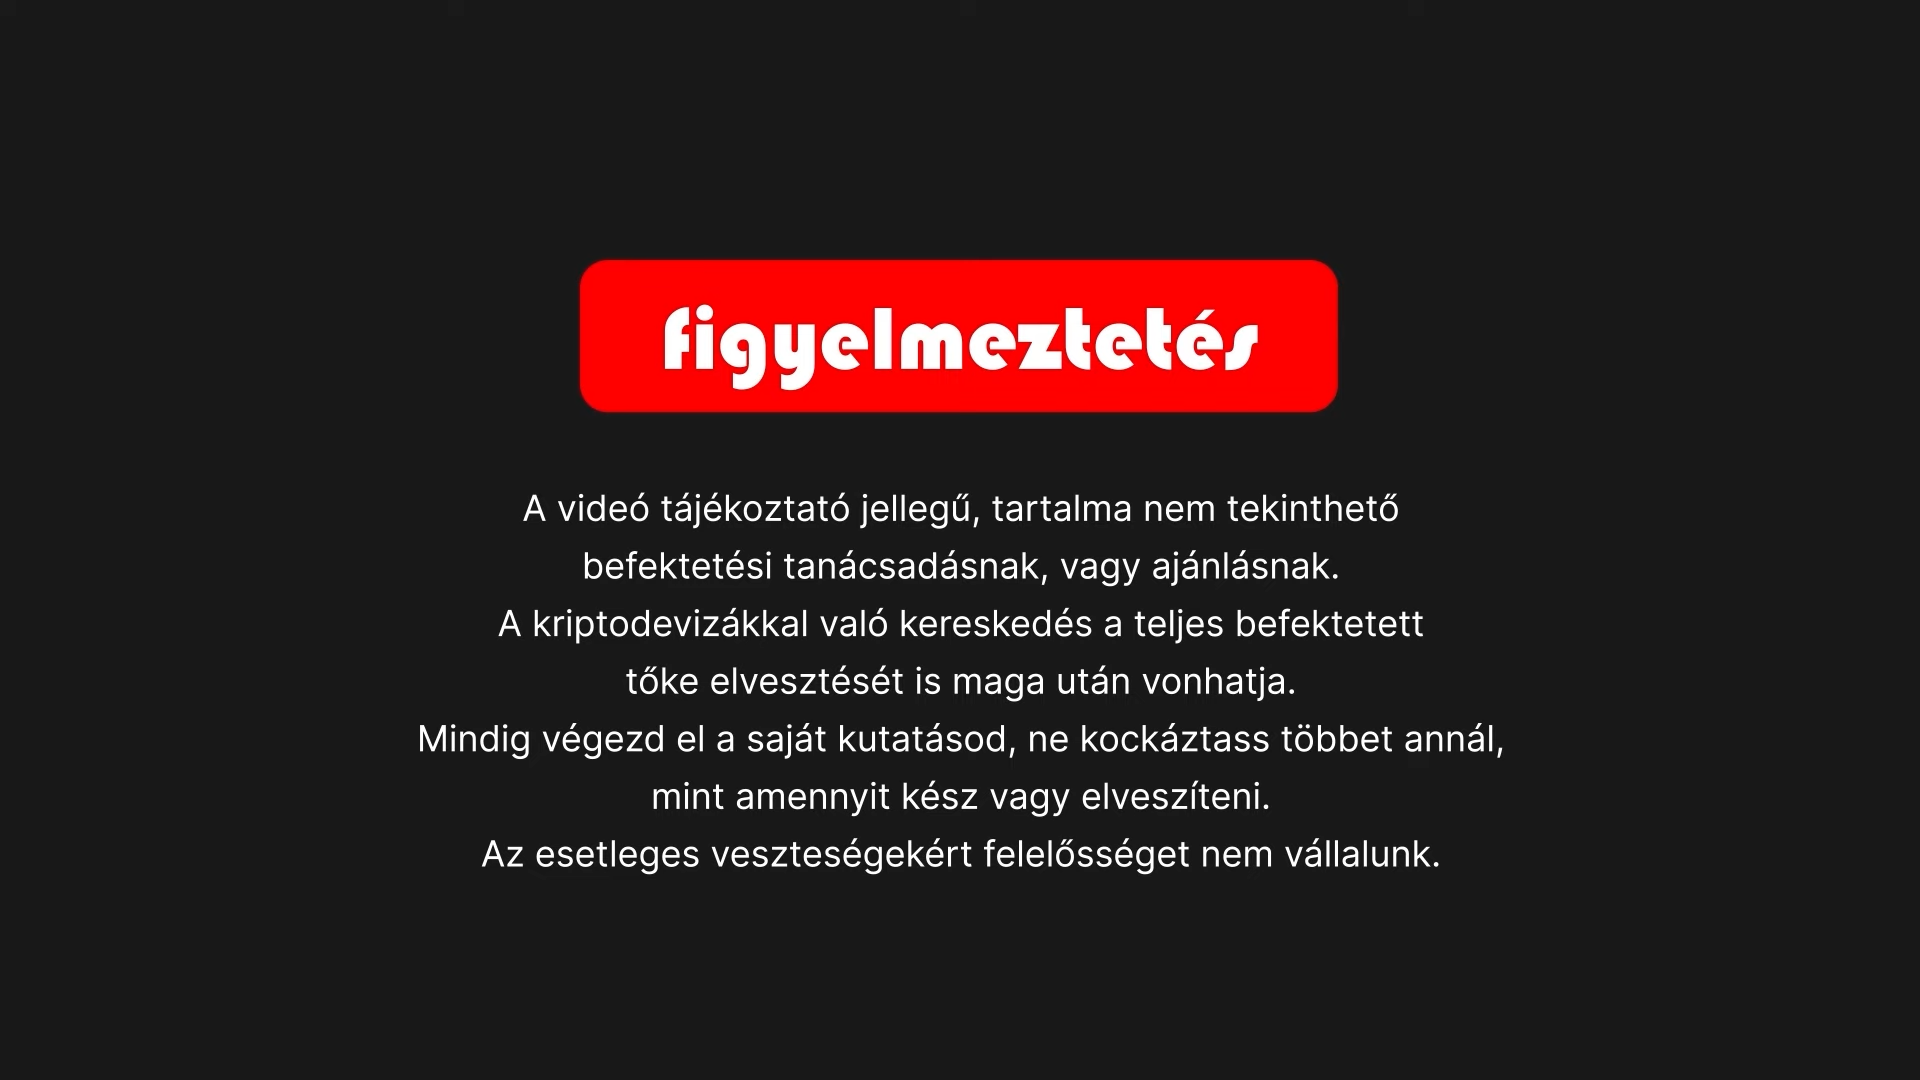 figyelmeztetés
A videó tájékoztató jellegű, tartalma nem tekinthető
befektetési tanácsadásnak, vagy ajánlásnak.
A kriptodevizákkal való kereskedés a teljes befektetett
tőke elvesztését is maga után vonhatja.
Mindig végezd el a saját kutatásod, ne kockáztass többet annál,
mint amennyit kész vagy elveszíteni.
Az esetleges veszteségekért felelősséget nem vállalunk.